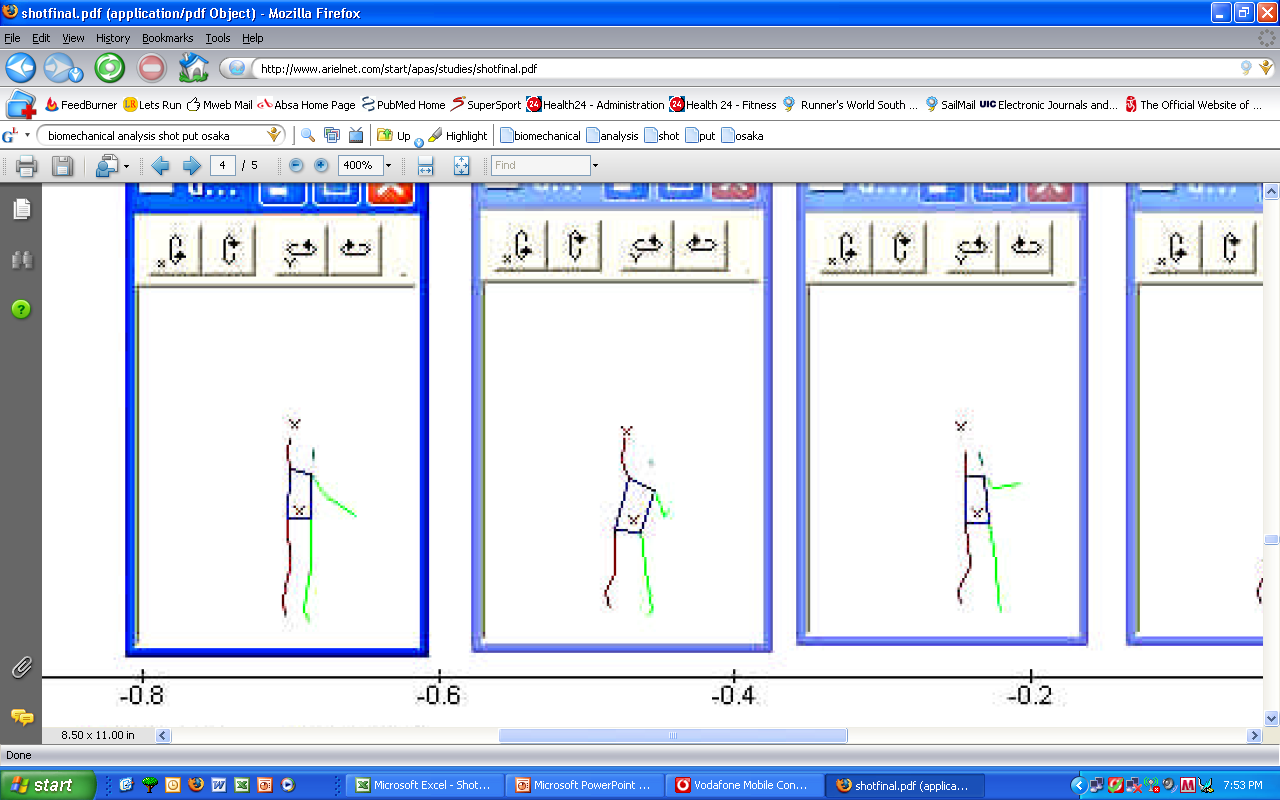 shotfinal.pdf (application/pdf Object) - Mozilla Firefox
File Edit View History Bookmarks Tools Help
http://www.arielnet.com/start/apas/studies/shotfinal.pdf
FeedBurner LR Lets Run Mweb Mail Absa Home Page PubMed Home SuperSport 24 Health24 - Administration 24 Health 24 - Fitness Runner's World South ... SailMail UIC Electronic Journals and... The Official Website of ...
G biomechanical analysis shot put osaka Up Highlight biomechanical analysis shot put osaka
4 / 5 400% Find
x Y x Y x Y x
-0.8 -0.6 -0.4 -0.2
8.50 x 11.00 in
Done
start Microsoft Excel - Shot... Microsoft PowerPoint ... Vodafone Mobile Con... shotfinal.pdf (applica... 7:53 PM